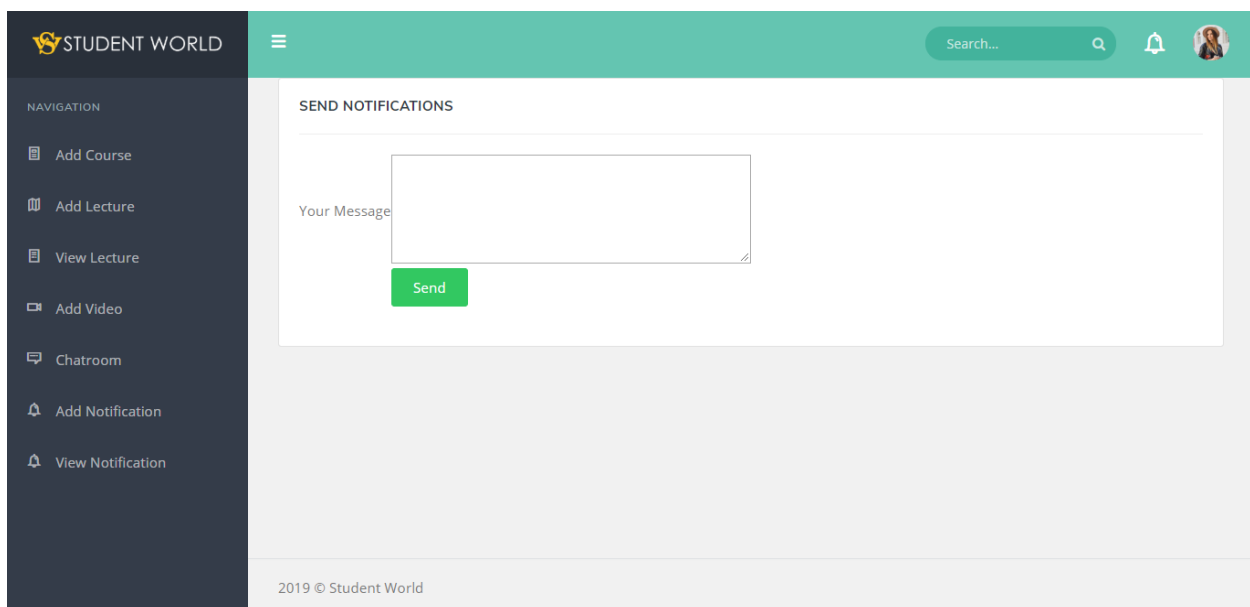 STUDENT WORLD
Search...
NAVIGATION
Add Course
Add Lecture
View Lecture
Add Video
Chatroom
Add Notification
View Notification
SEND NOTIFICATIONS
Your Message
Send
2019 © Student World